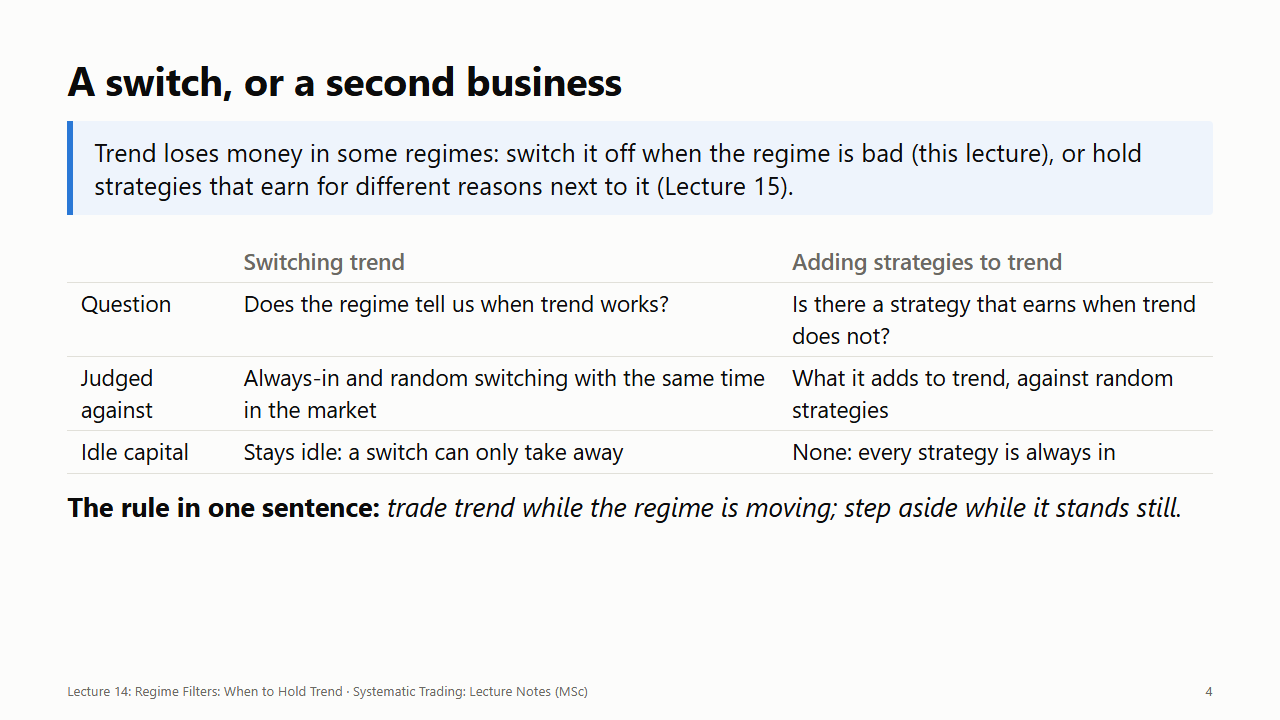 A switch, or a second business
Trend loses money in some regimes: switch it off when the regime is bad (this lecture), or hold
strategies that earn for different reasons next to it (Lecture 15).
Switching trend
Adding strategies to trend
Question
Does the regime tell us when trend works?
Is there a strategy that earns when trend
does not?
Judged
against
Always-in and random switching with the same time
in the market
What it adds to trend, against random
strategies
Idle capital
Stays idle: a switch can only take away
None: every strategy is always in
The rule in one sentence: trade trend while the regime is moving; step aside while it stands still.
Lecture 14: Regime Filters: When to Hold Trend · Systematic Trading: Lecture Notes (MSc)
4